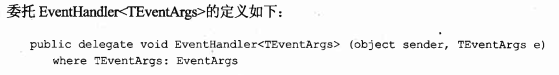 委托 EventHandler<TEventArgs>的定义如下：
public delegate void EventHandler<TEventArgs> (object sender, TEventArgs e)
where TEventArgs: EventArgs